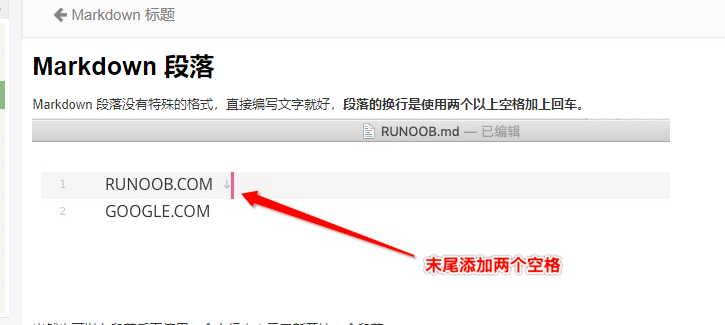 Markdown 标题
Markdown 段落
Markdown 段落没有特殊的格式，直接编写文字就好，段落的换行是使用两个以上空格加上回车。
RUNOOB.md — 已编辑
1 RUNOOB.COM ↓
2 GOOGLE.COM
末尾添加两个空格